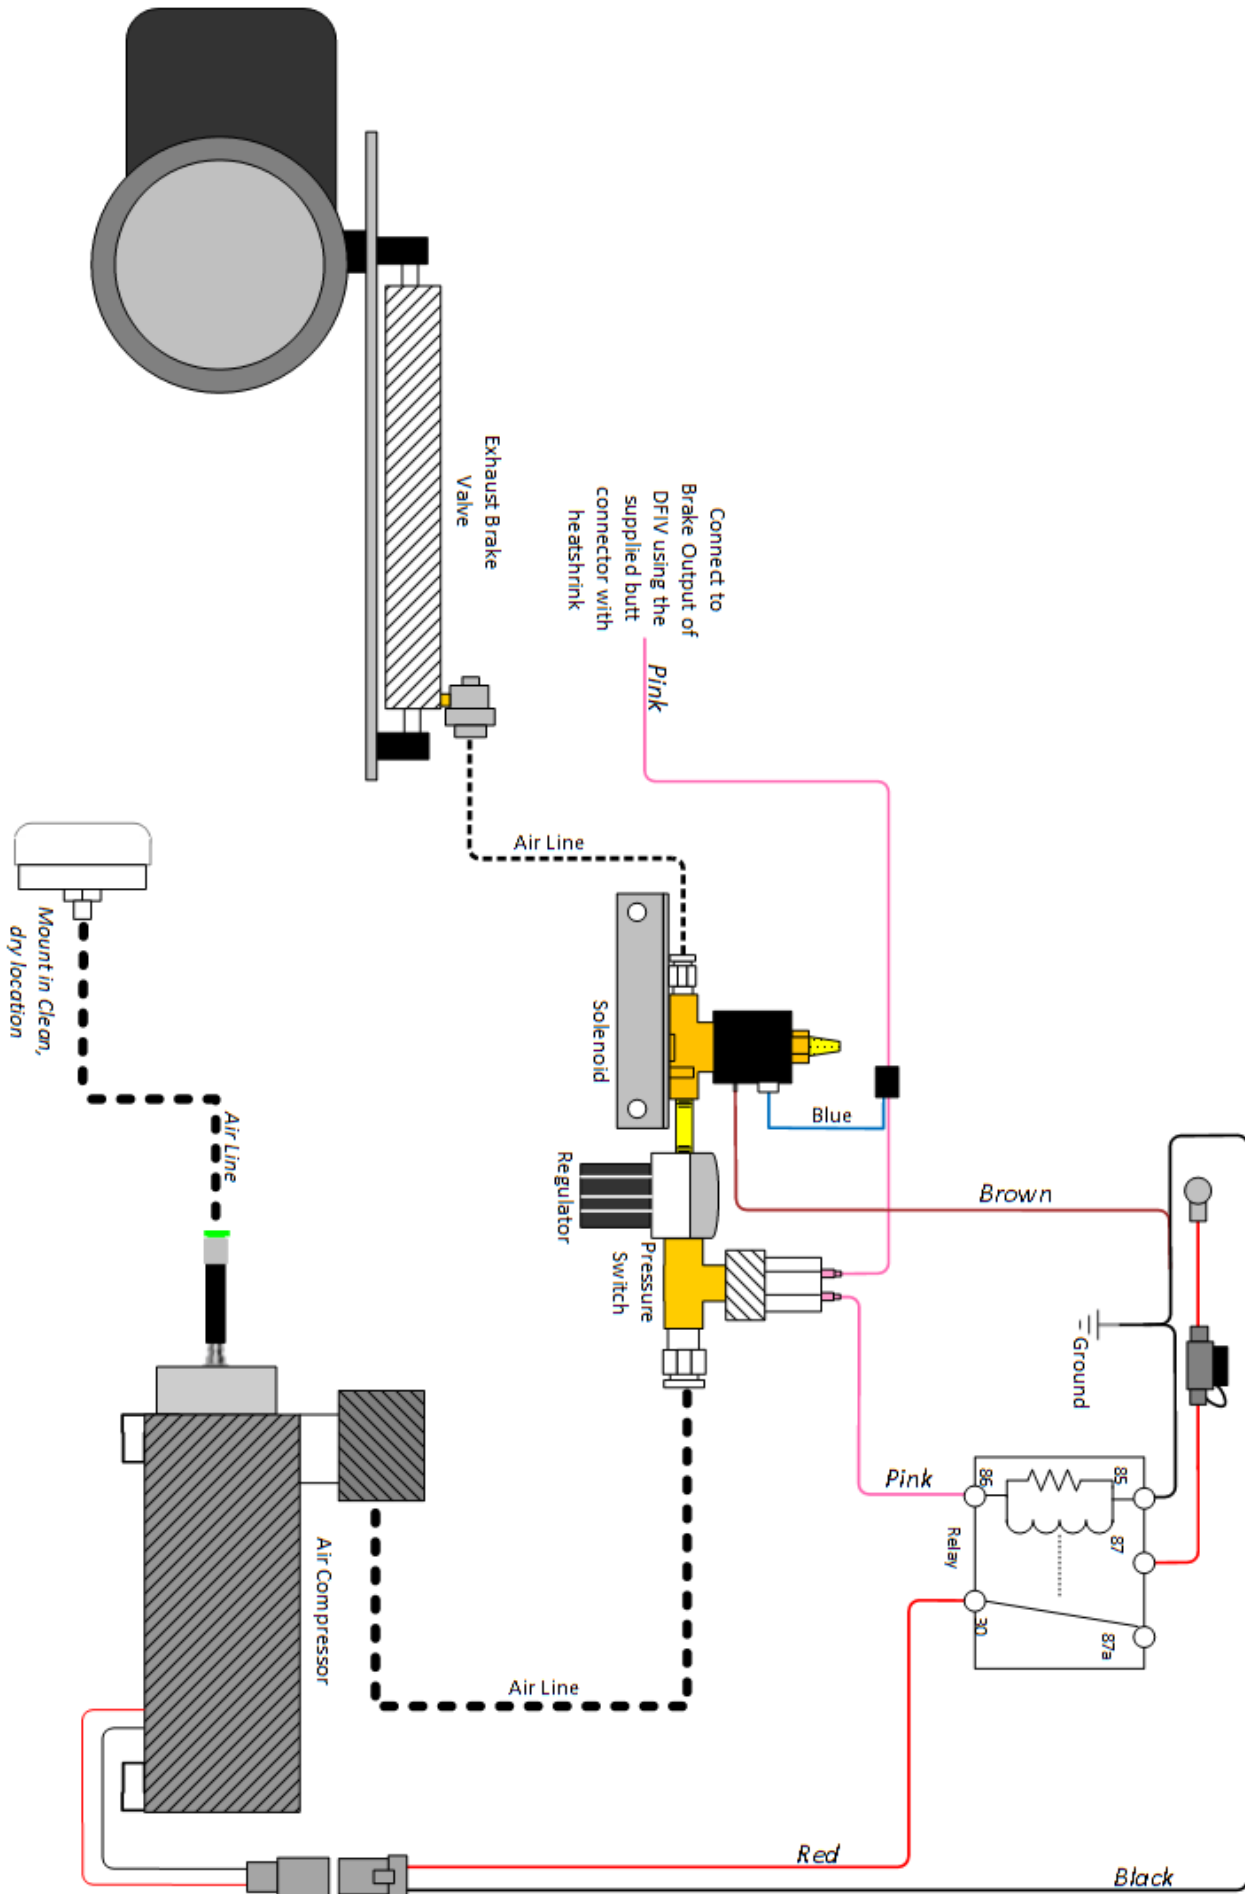 Exhaust Brake
Valve
Connect to
Brake Output of
DFIV using the
supplied butt
connector with
heatshrink
Pink
Air Line
Mount in Clean,
dry location
Air Line
Solenoid
Blue
Regulator
Pressure
Switch
Brown
Ground
Pink
86
85
87
Relay
30
87a
Air Compressor
Air Line
Red
Black